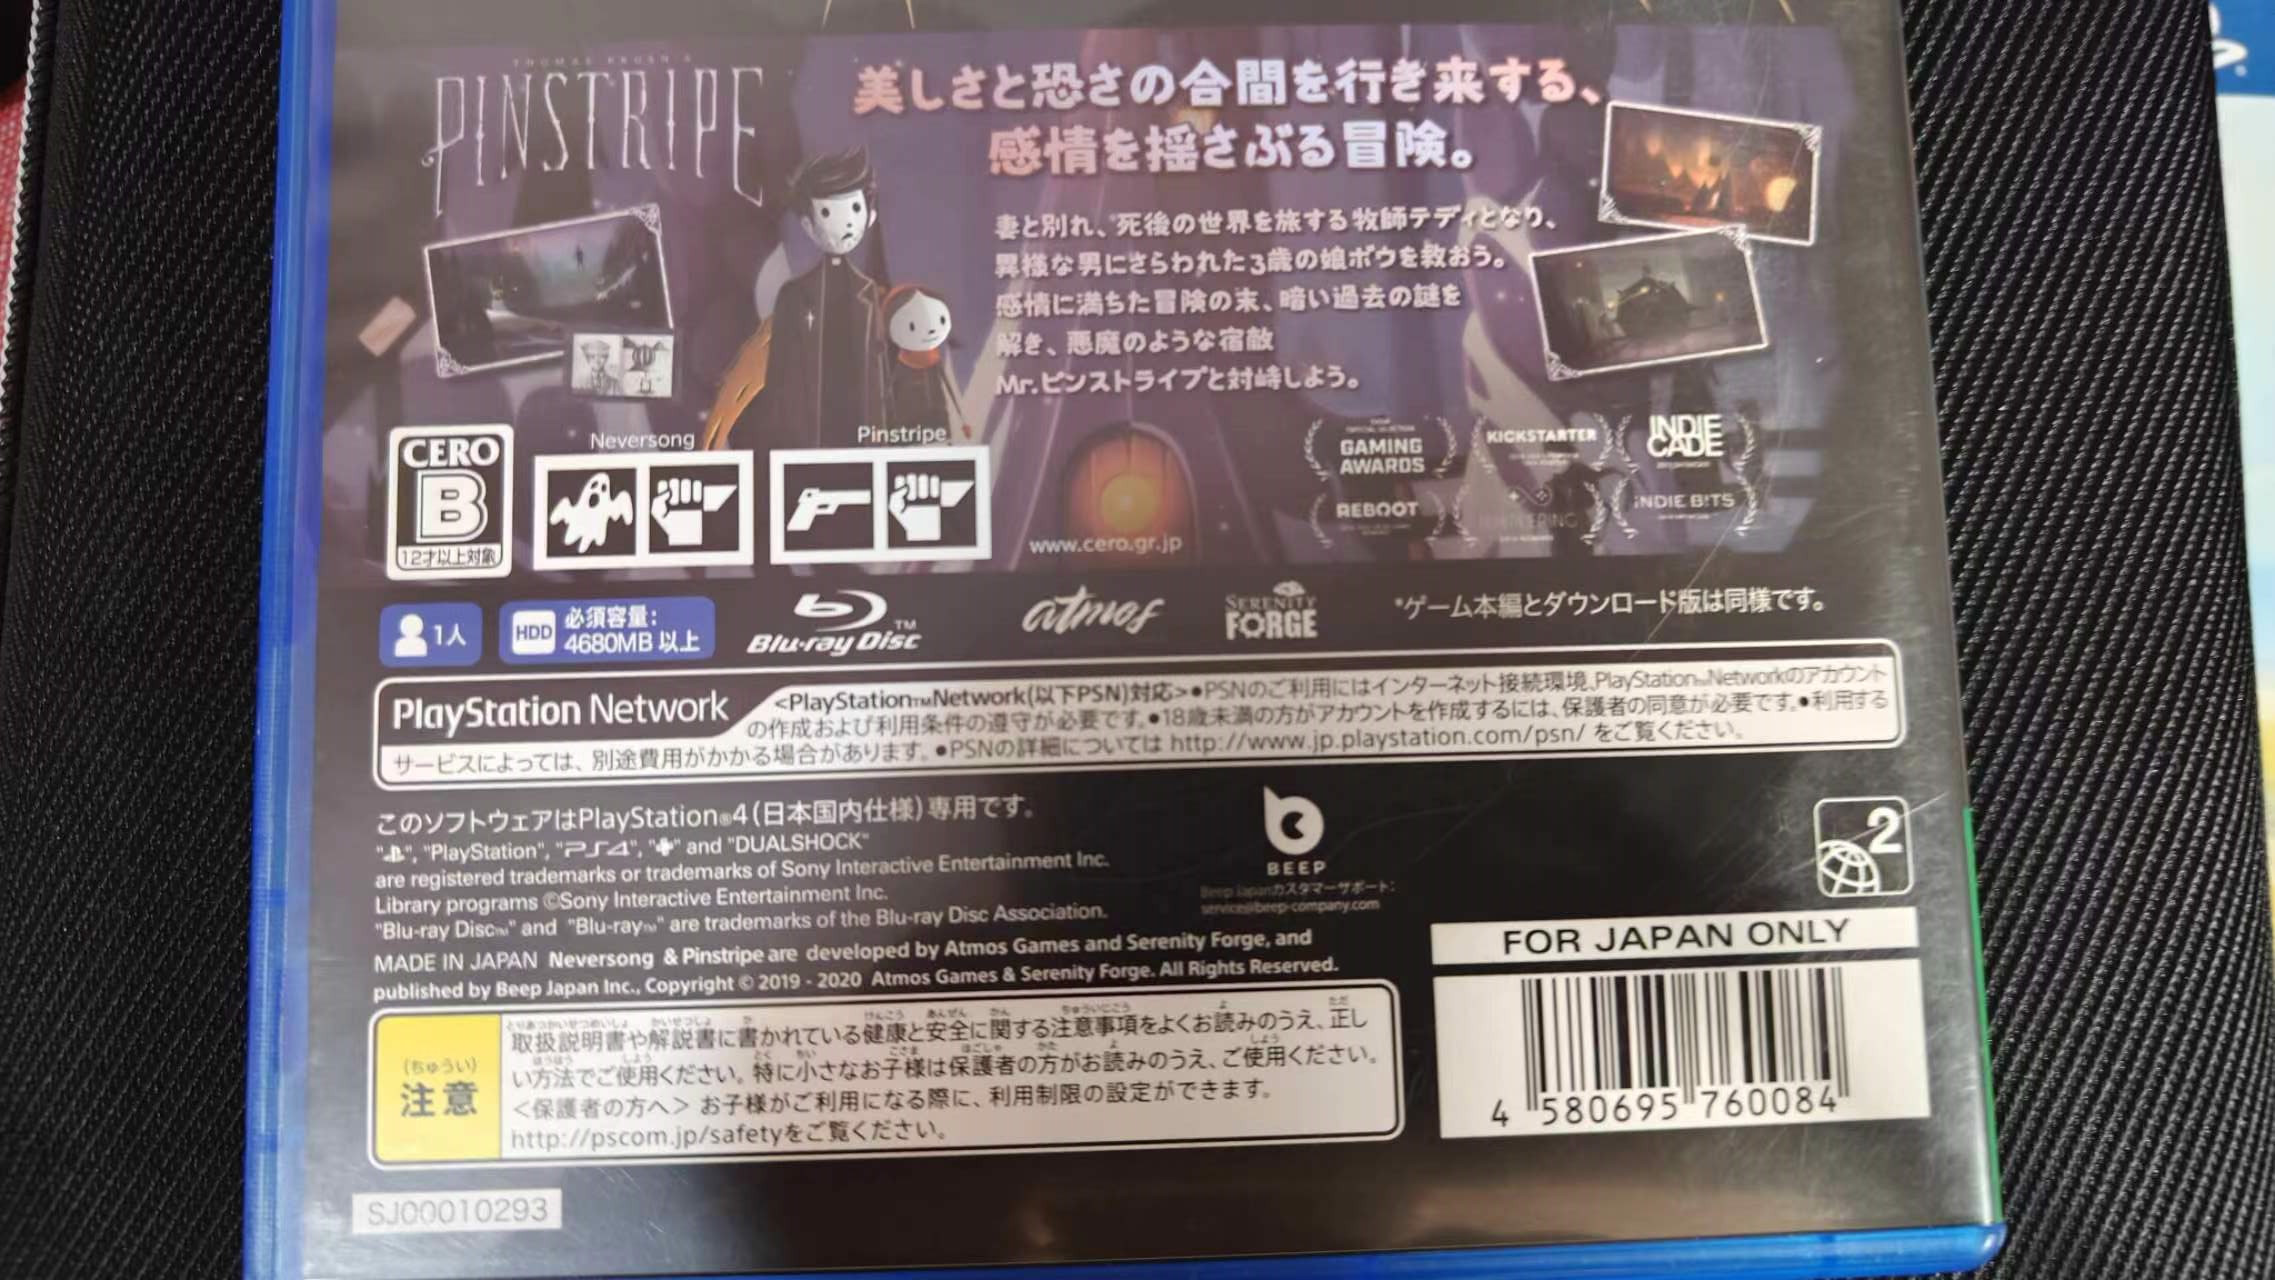 THOMAS BRUSH'S
PINSTRIPE
美しさと恐さの合間を行き来する、
感情を揺さぶる冒険。
妻と別れ、死後の世界を旅する牧師テディとなり、
異様な男にさらわれた3歳の娘ボウを救おう。
感情に満ちた冒険の末、暗い過去の謎を
解き、悪魔のような宿敵
Mr.ピンストライプと対峙しよう。
GAMING
AWARDS
KICKSTARTER
INDIE
CADE
REBOOT
INDIE BITS
CERO
B
12才以上対象
Neversong
Pinstripe
www.cero.gr.jp
1人
HDD 必須容量:
4680MB 以上
Blu-ray Disc™
atmos
SERENITY
FORGE
*ゲーム本編とダウンロード版は同様です。
PlayStation Network
<PlayStation™Network(以下PSN)対応>●PSNのご利用にはインターネット接続環境、PlayStation™Networkのアカウント
の作成および利用条件の遵守が必要です。●18歳未満の方がアカウントを作成するには、保護者の同意が必要です。●利用する
サービスによっては、別途費用がかかる場合があります。●PSNの詳細については http://www.jp.playstation.com/psn/ をご覧ください。
このソフトウェアはPlayStation®4(日本国内仕様)専用です。
"PlayStation", "PS4", and "DUALSHOCK"
are registered trademarks or trademarks of Sony Interactive Entertainment Inc.
Library programs ©Sony Interactive Entertainment Inc.
"Blu-ray Disc™" and "Blu-ray™" are trademarks of the Blu-ray Disc Association.
MADE IN JAPAN Neversong & Pinstripe are developed by Atmos Games and Serenity Forge, and
published by Beep Japan Inc., Copyright © 2019 - 2020 Atmos Games & Serenity Forge. All Rights Reserved.
BEEP
Beep Japanカスタマーサポート:
service@beep-company.com
2
FOR JAPAN ONLY
4 580695 760084
(ちゅうい)
注意
取扱説明書や解説書に書かれている健康と安全に関する注意事項をよくお読みのうえ、正し
い方法でご使用ください。特に小さなお子様は保護者の方がお読みのうえ、ご使用ください。
<保護者の方へ> お子様がご利用になる際に、利用制限の設定ができます。
http://pscom.jp/safetyをご覧ください。
SJ00010293